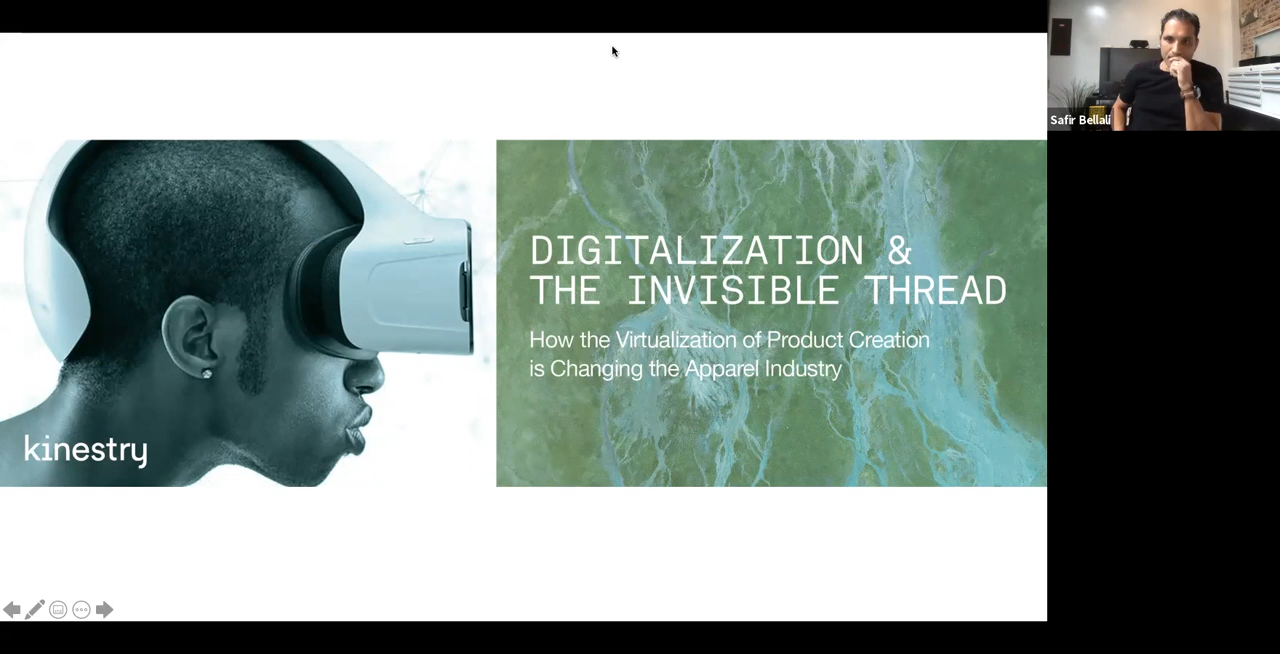 DIGITALIZATION &
THE INVISIBLE THREAD
How the Virtualization of Product Creation
is Changing the Apparel Industry
kinestry
Safir Bellali